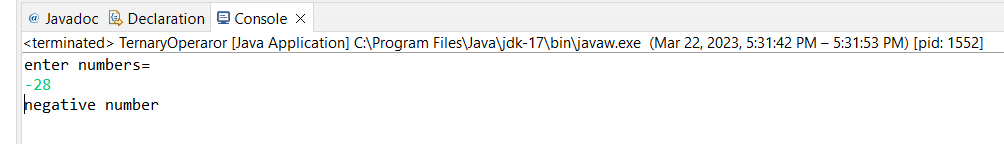 @ Javadoc Declaration Console ×
<terminated> TernaryOperaror [Java Application] C:\Program Files\Java\jdk-17\bin\javaw.exe (Mar 22, 2023, 5:31:42 PM – 5:31:53 PM) [pid: 1552]
enter numbers=
-28
negative number